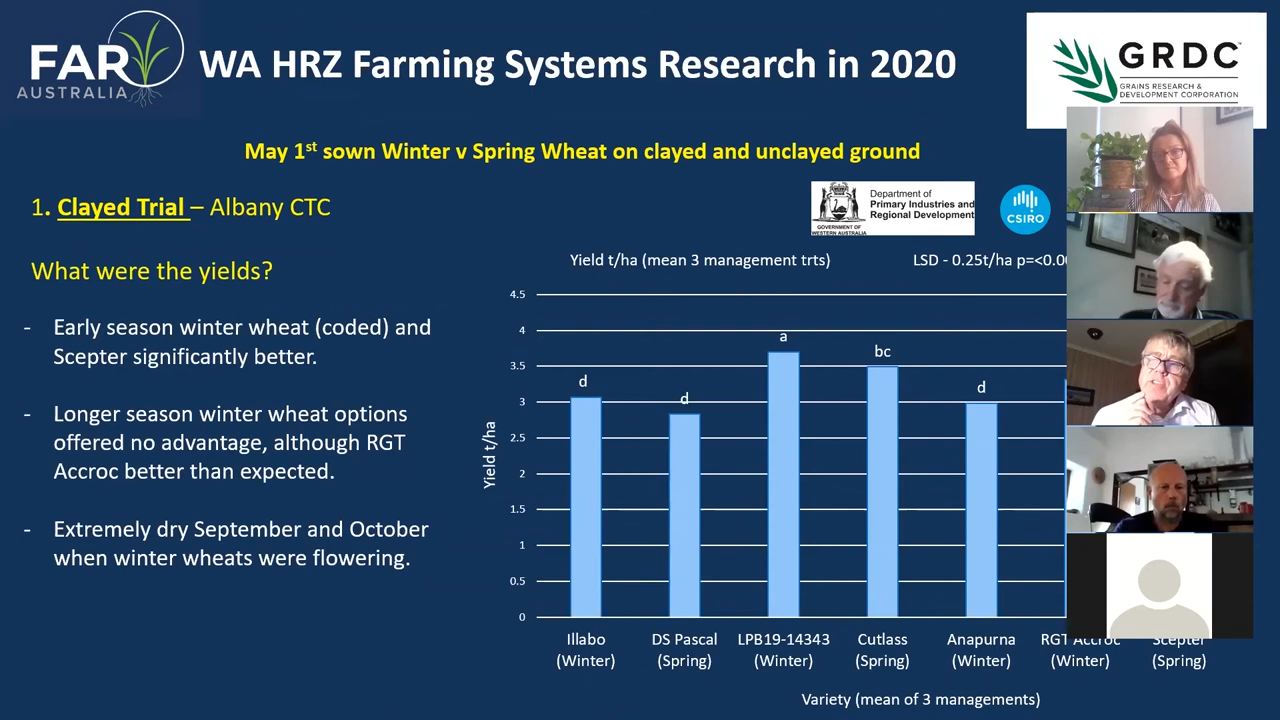 FAR
AUSTRALIA
WA HRZ Farming Systems Research in 2020
GRDC™
GRAINS RESEARCH &
DEVELOPMENT CORPORATION
May 1st sown Winter v Spring Wheat on clayed and unclayed ground
1. Clayed Trial – Albany CTC
Department of
Primary Industries and
Regional Development
GOVERNMENT OF
WESTERN AUSTRALIA
CSIRO
What were the yields?
- Early season winter wheat (coded) and
Scepter significantly better.
- Longer season winter wheat options
offered no advantage, although RGT
Accroc better than expected.
- Extremely dry September and October
when winter wheats were flowering.
Yield t/ha (mean 3 management trts)
LSD - 0.25t/ha p=<0.00
4.5
4
3.5
3
2.5
2
1.5
1
0.5
0
Yield t/ha
d
d
a
bc
d
Illabo
(Winter)
DS Pascal
(Spring)
LPB19-14343
(Winter)
Cutlass
(Spring)
Anapurna
(Winter)
RGT Accroc
(Winter)
Scepter
(Spring)
Variety (mean of 3 managements)